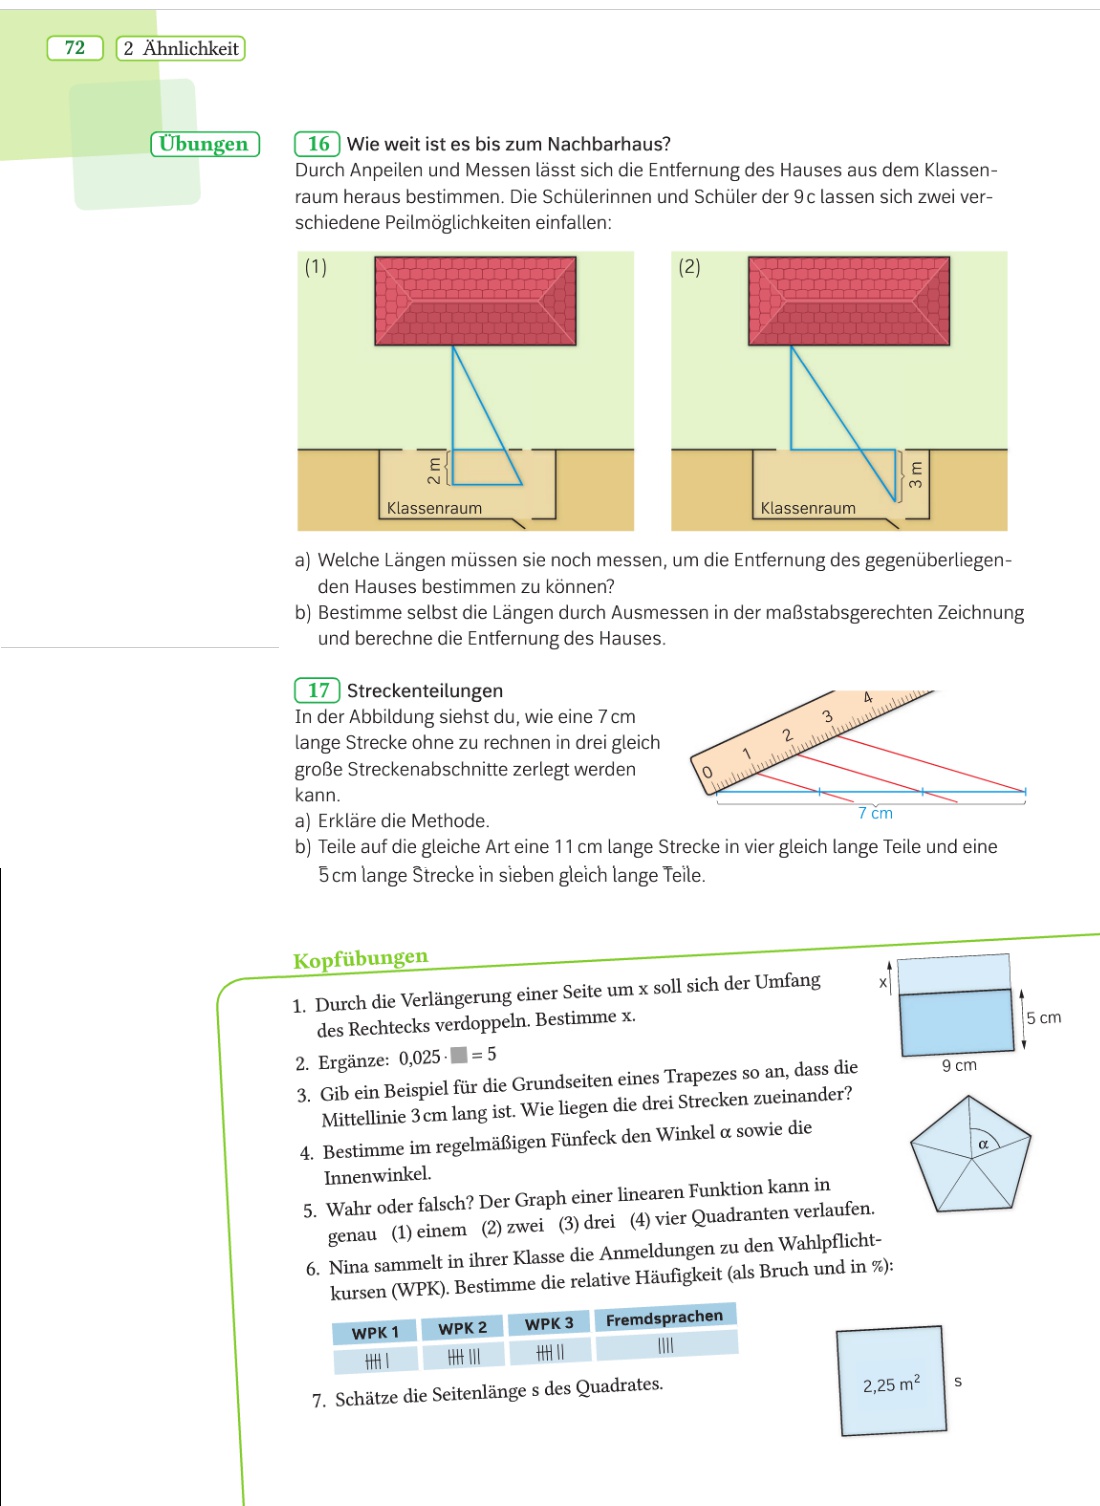 72
2 Ähnlichkeit
Übungen
16 Wie weit ist es bis zum Nachbarhaus?
Durch Anpeilen und Messen lässt sich die Entfernung des Hauses aus dem Klassen-
raum heraus bestimmen. Die Schülerinnen und Schüler der 9c lassen sich zwei ver-
schiedene Peilmöglichkeiten einfallen:
(1)
2 m
Klassenraum
(2)
3 m
Klassenraum
a) Welche Längen müssen sie noch messen, um die Entfernung des gegenüberliegen-
den Hauses bestimmen zu können?
b) Bestimme selbst die Längen durch Ausmessen in der maßstabsgerechten Zeichnung
und berechne die Entfernung des Hauses.
17 Streckenteilungen
In der Abbildung siehst du, wie eine 7 cm
lange Strecke ohne zu rechnen in drei gleich
große Streckenabschnitte zerlegt werden
kann.
0 1 2 3 4
7 cm
a) Erkläre die Methode.
b) Teile auf die gleiche Art eine 11 cm lange Strecke in vier gleich lange Teile und eine
5 cm lange Strecke in sieben gleich lange Teile.
Kopfübungen
1. Durch die Verlängerung einer Seite um x soll sich der Umfang
des Rechtecks verdoppeln. Bestimme x.
x
5 cm
9 cm
2. Ergänze: 0,025 · ■ = 5
3. Gib ein Beispiel für die Grundseiten eines Trapezes so an, dass die
Mittellinie 3 cm lang ist. Wie liegen die drei Strecken zueinander?
4. Bestimme im regelmäßigen Fünfeck den Winkel α sowie die
Innenwinkel.
α
5. Wahr oder falsch? Der Graph einer linearen Funktion kann in
genau (1) einem (2) zwei (3) drei (4) vier Quadranten verlaufen.
6. Nina sammelt in ihrer Klasse die Anmeldungen zu den Wahlpflicht-
kursen (WPK). Bestimme die relative Häufigkeit (als Bruch und in %):
WPK 1 WPK 2 WPK 3 Fremdsprachen
|||| | |||| ||| |||| || ||||
7. Schätze die Seitenlänge s des Quadrates.
2,25 m² s